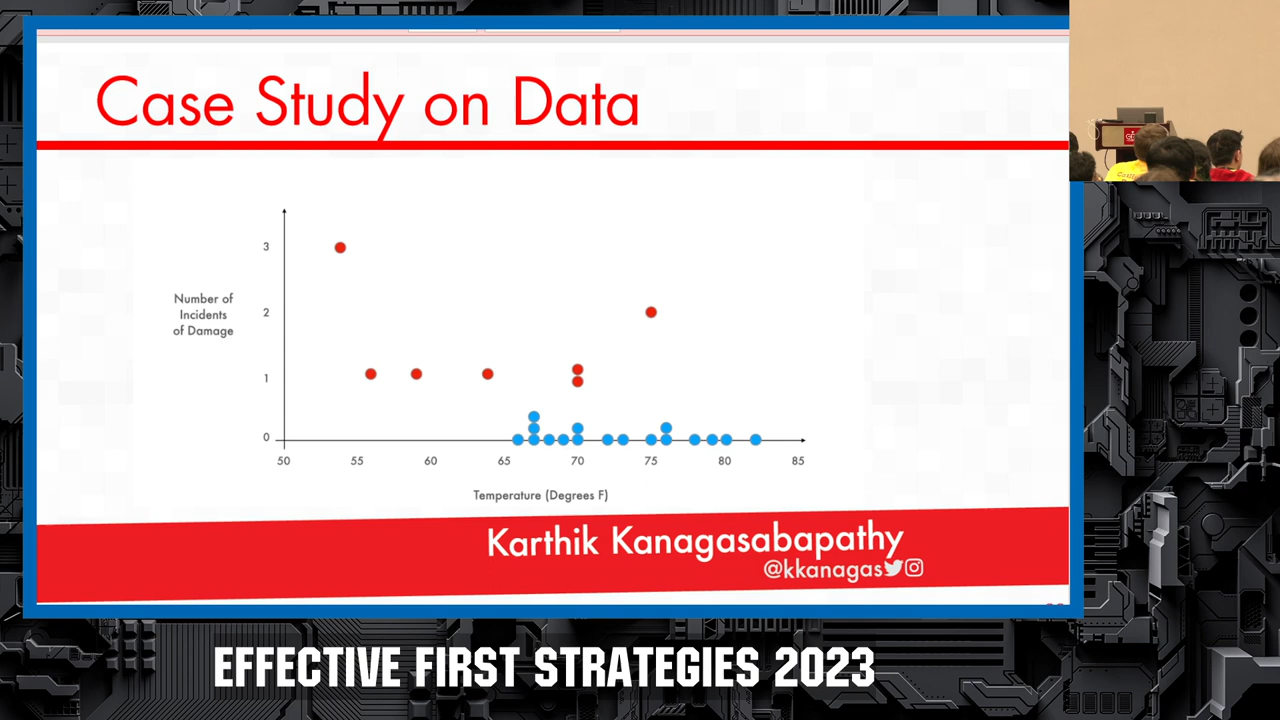 Case Study on Data
3
Number of
Incidents
of Damage
2
1
0
50 55 60 65 70 75 80 85
Temperature (Degrees F)
Karthik Kanagasabapathy
@kkanagas
EFFECTIVE FIRST STRATEGIES 2023